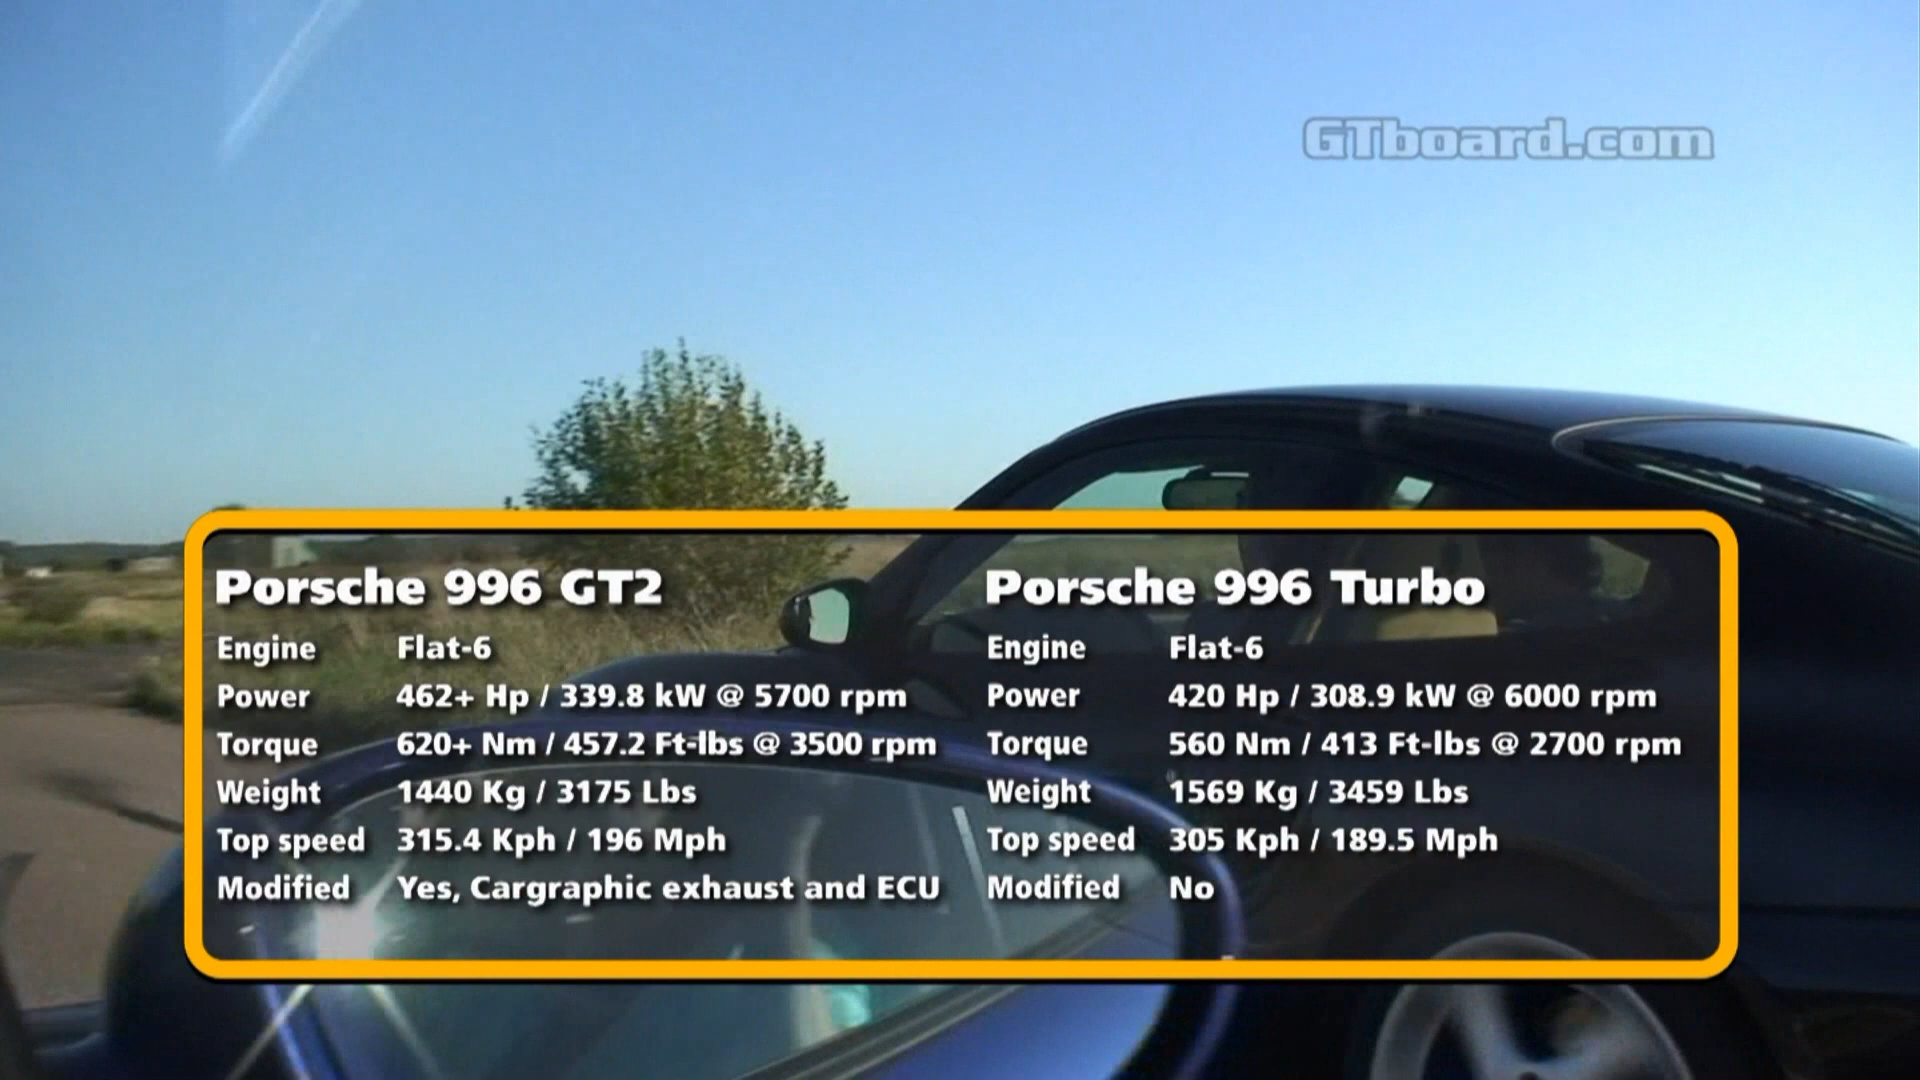 GTboard.com
Porsche 996 GT2
Engine Flat-6
Power 462+ Hp / 339.8 kW @ 5700 rpm
Torque 620+ Nm / 457.2 Ft-lbs @ 3500 rpm
Weight 1440 Kg / 3175 Lbs
Top speed 315.4 Kph / 196 Mph
Modified Yes, Cargraphic exhaust and ECU
Porsche 996 Turbo
Engine Flat-6
Power 420 Hp / 308.9 kW @ 6000 rpm
Torque 560 Nm / 413 Ft-lbs @ 2700 rpm
Weight 1569 Kg / 3459 Lbs
Top speed 305 Kph / 189.5 Mph
Modified No